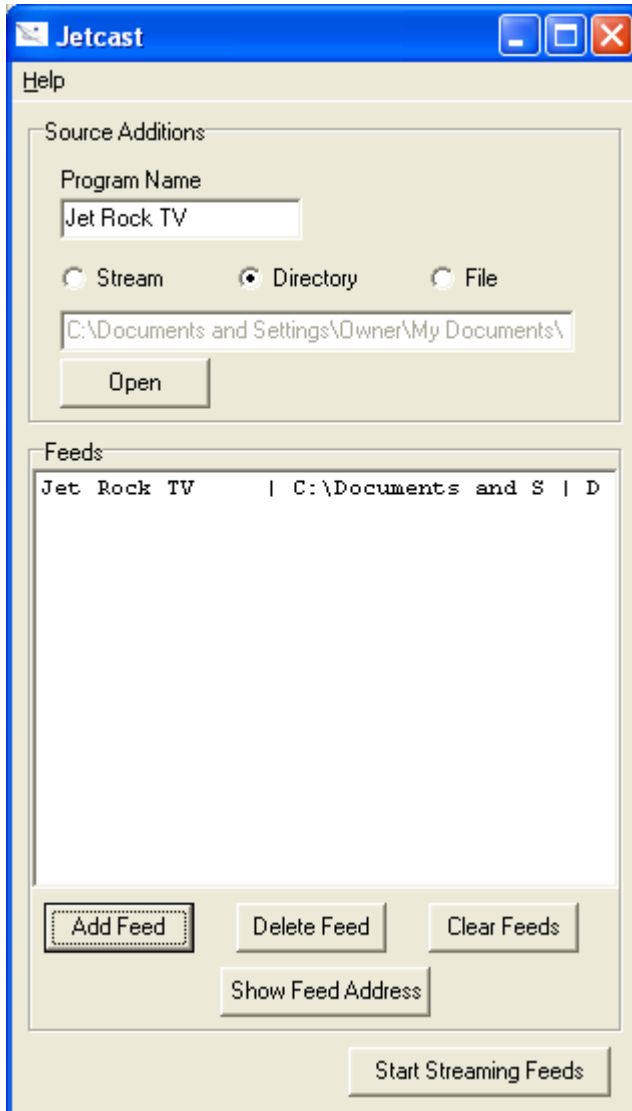 Jetcast
Help
Source Additions
Program Name
Jet Rock TV
Stream Directory File
C:\Documents and Settings\Owner\My Documents\
Open
Feeds
Jet Rock TV | C:\Documents and S | D
Add Feed Delete Feed Clear Feeds
Show Feed Address
Start Streaming Feeds